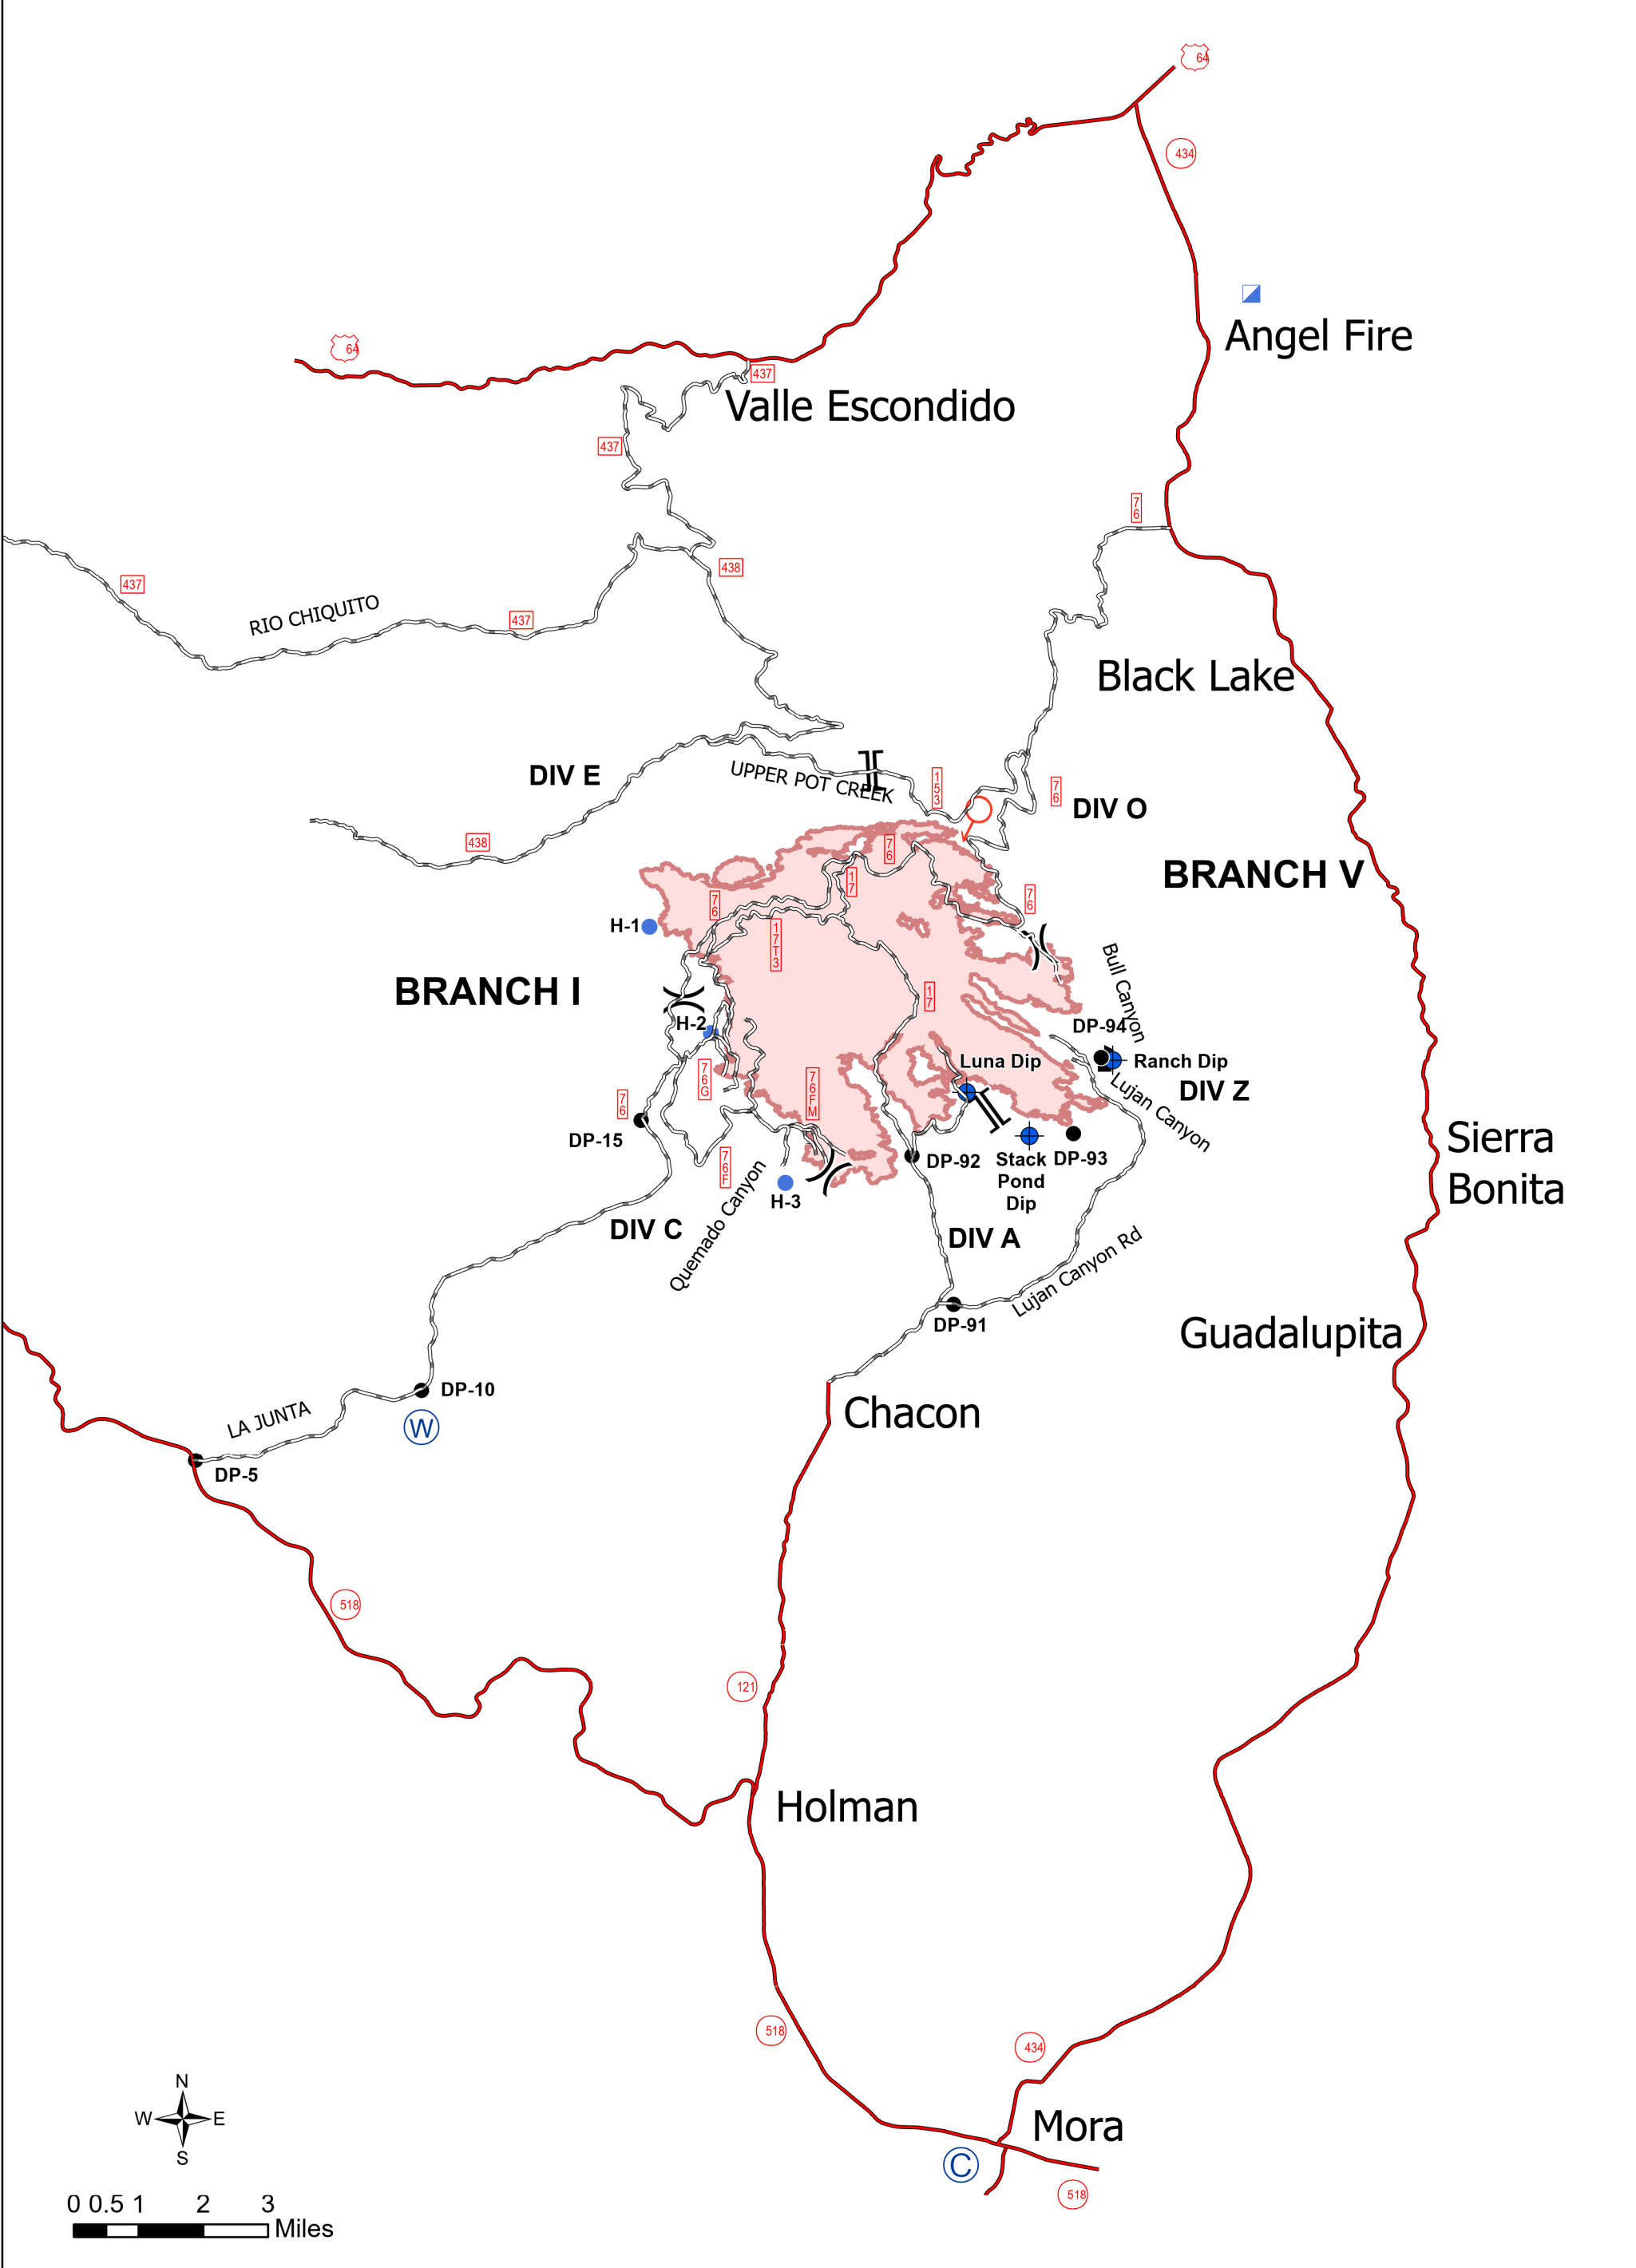 64
434
Angel Fire
64
437
Valle Escondido
437
76
438
437
RIO CHIQUITO
437
Black Lake
DIV E
UPPER POT CREEK
153
76
DIV O
438
76
BRANCH V
17
76
76
H-1
17T3
Bull Canyon
BRANCH I
17
H-2
DP-94
Luna Dip
Ranch Dip
76G
76FM
DIV Z
Lujan Canyon
76
DP-15
Sierra
Bonita
76F
DP-92
Stack
Pond
Dip
DP-93
H-3
Quemado Canyon
DIV C
DIV A
Lujan Canyon Rd
DP-91
Guadalupita
DP-10
Chacon
LA JUNTA
W
DP-5
518
121
Holman
518
434
N
W E
S
Mora
C
518
0 0.5 1 2 3
Miles